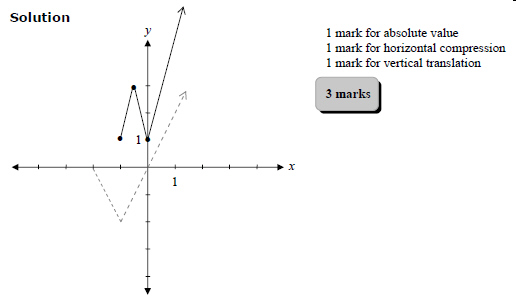 Solution
1 mark for absolute value
1 mark for horizontal compression
1 mark for vertical translation
3 marks
y
1
x
1